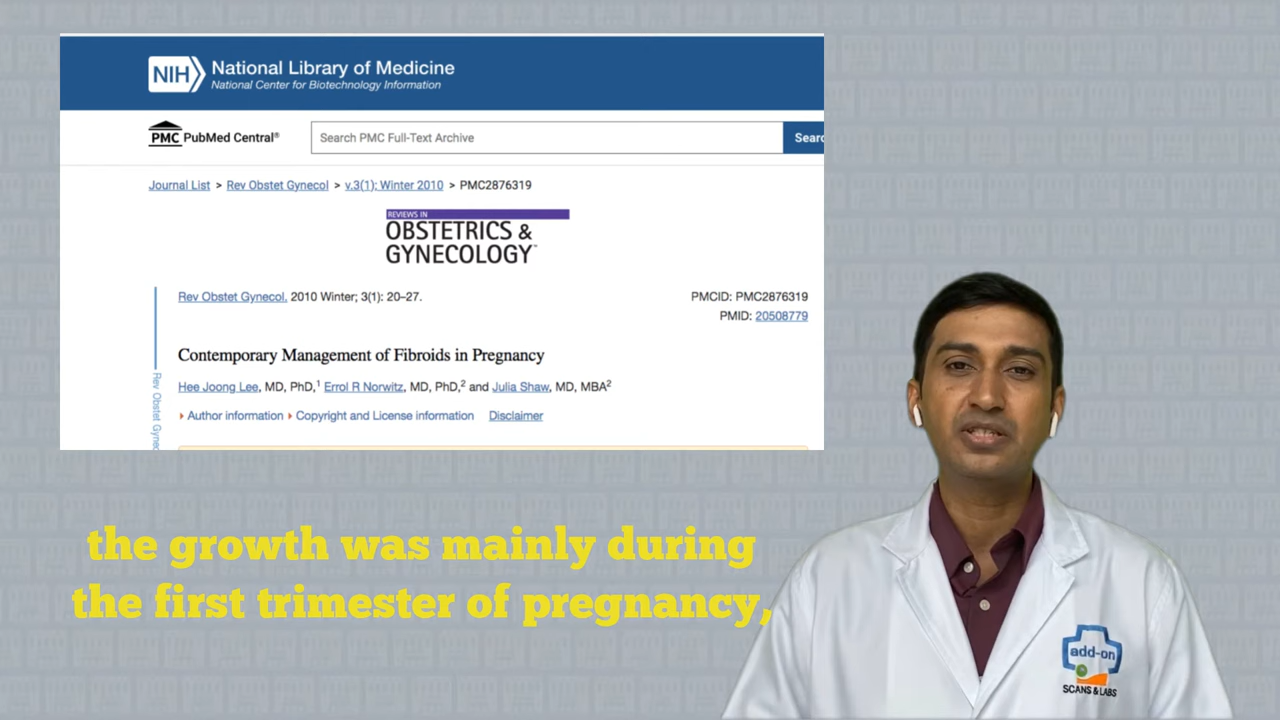 NIH
National Library of Medicine
National Center for Biotechnology Information
PMC PubMed Central®
Search PMC Full-Text Archive
Journal List > Rev Obstet Gynecol > v.3(1); Winter 2010 > PMC2876319
REVIEWS IN
OBSTETRICS &
GYNECOLOGY™
Rev Obstet Gynecol. 2010 Winter; 3(1): 20–27.
PMCID: PMC2876319
PMID: 20508779
Contemporary Management of Fibroids in Pregnancy
Hee Joong Lee, MD, PhD,1 Errol R Norwitz, MD, PhD,2 and Julia Shaw, MD, MBA2
Author information Copyright and License information Disclaimer
the growth was mainly during
the first trimester of pregnancy,
add-on
SCANS & LABS